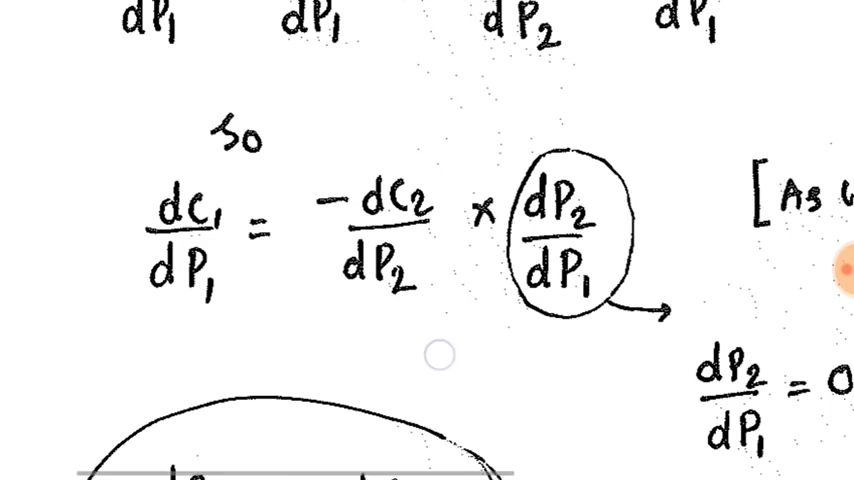 dP₁ dP₁ dP₂ dP₁
so
dC₁/dP₁ = -dC₂/dP₂ × dP₂/dP₁ [As
dP₂/dP₁ = 0